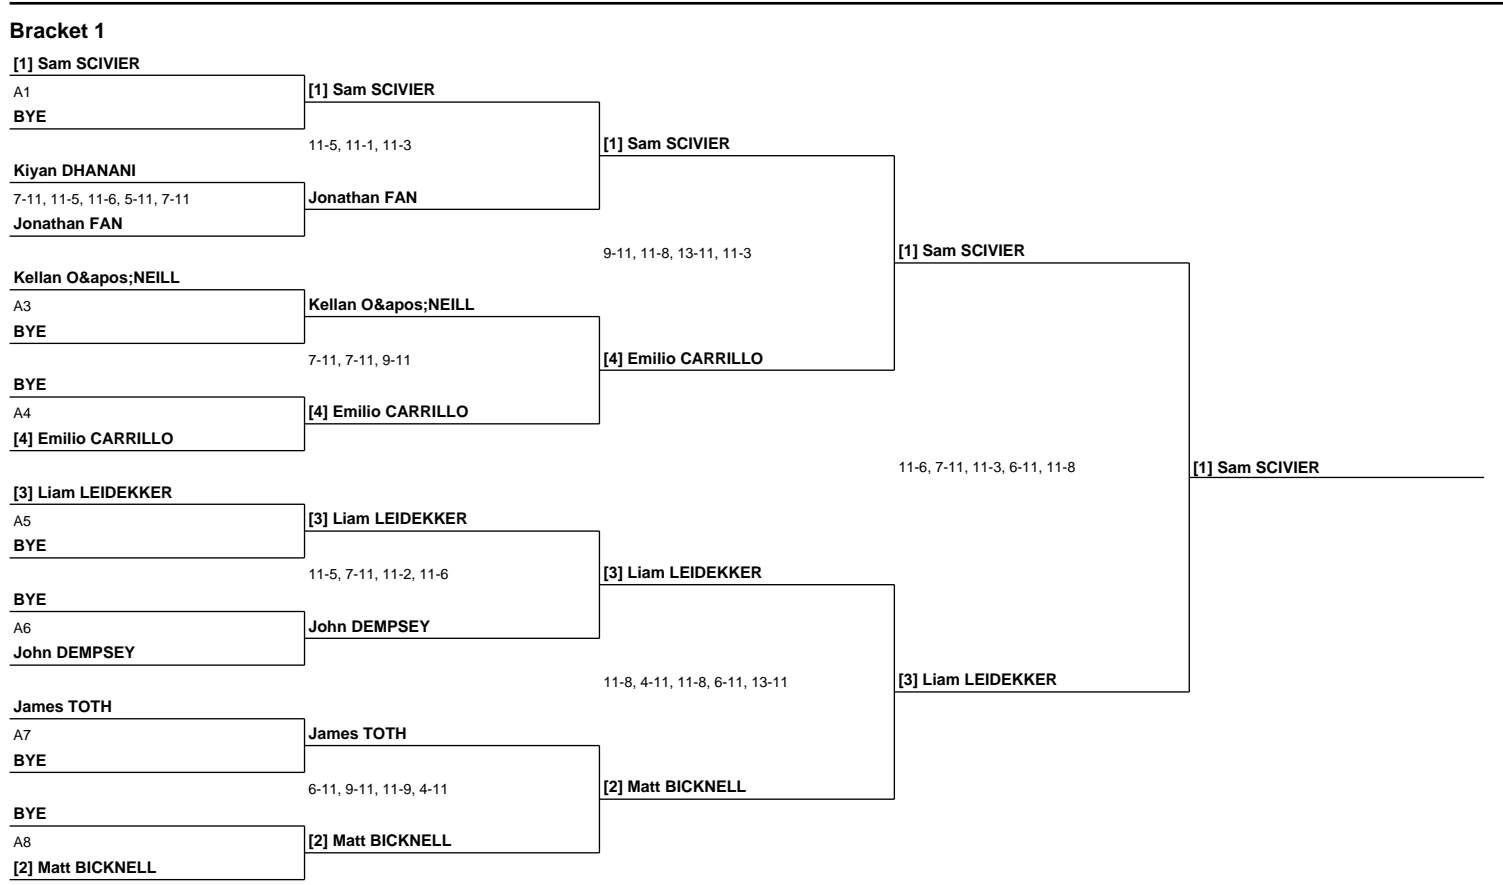 Bracket 1
[1] Sam SCIVIER
A1
BYE
Kiyan DHANANI
7-11, 11-5, 11-6, 5-11, 7-11
Jonathan FAN
Kellan O&apos;NEILL
A3
BYE
BYE
A4
[4] Emilio CARRILLO
[3] Liam LEIDEKKER
A5
BYE
BYE
A6
John DEMPSEY
James TOTH
A7
BYE
BYE
A8
[2] Matt BICKNELL
[1] Sam SCIVIER
11-5, 11-1, 11-3
Jonathan FAN
Kellan O&apos;NEILL
7-11, 7-11, 9-11
[4] Emilio CARRILLO
[3] Liam LEIDEKKER
11-5, 7-11, 11-2, 11-6
John DEMPSEY
James TOTH
6-11, 9-11, 11-9, 4-11
[2] Matt BICKNELL
[1] Sam SCIVIER
9-11, 11-8, 13-11, 11-3
[4] Emilio CARRILLO
[3] Liam LEIDEKKER
11-8, 4-11, 11-8, 6-11, 13-11
[2] Matt BICKNELL
[1] Sam SCIVIER
11-6, 7-11, 11-3, 6-11, 11-8
[3] Liam LEIDEKKER
[1] Sam SCIVIER